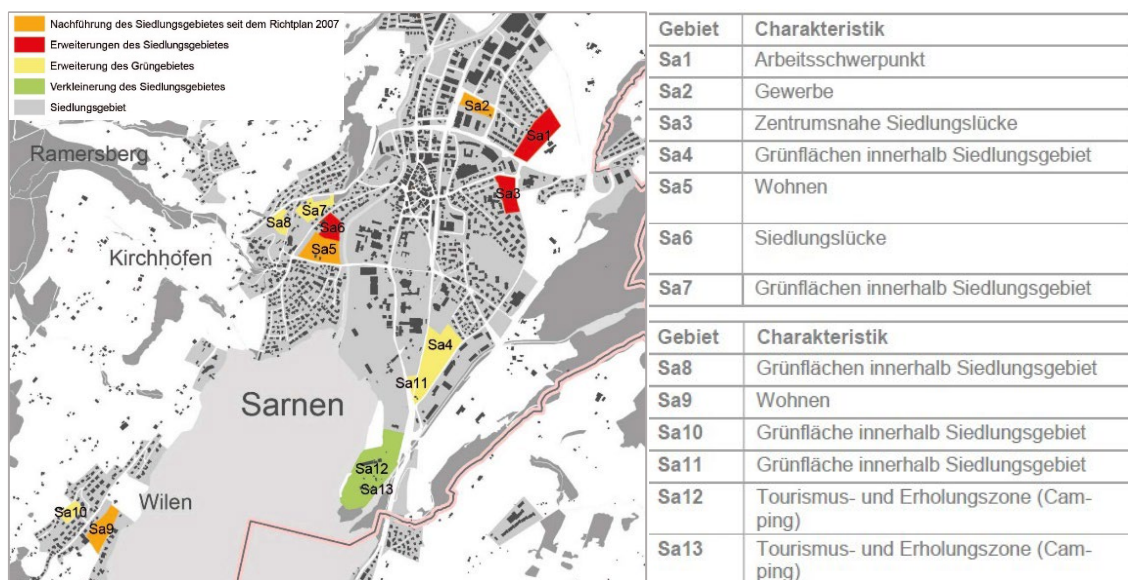 Nachführung des Siedlungsgebietes seit dem Richtplan 2007
Erweiterungen des Siedlungsgebietes
Erweiterung des Grüngebietes
Verkleinerung des Siedlungsgebietes
Siedlungsgebiet
Sa2
Sa1
Ramersberg
Sa3
Sa7
Sa8
Sa6
Sa5
Kirchhofen
Sa4
Sa11
Sarnen
Sa12
Sa13
Wilen
Sa10
Sa9
Gebiet Charakteristik
Sa1 Arbeitsschwerpunkt
Sa2 Gewerbe
Sa3 Zentrumsnahe Siedlungslücke
Sa4 Grünflächen innerhalb Siedlungsgebiet
Sa5 Wohnen
Sa6 Siedlungslücke
Sa7 Grünflächen innerhalb Siedlungsgebiet
Gebiet Charakteristik
Sa8 Grünflächen innerhalb Siedlungsgebiet
Sa9 Wohnen
Sa10 Grünfläche innerhalb Siedlungsgebiet
Sa11 Grünfläche innerhalb Siedlungsgebiet
Sa12 Tourismus- und Erholungszone (Cam-
ping)
Sa13 Tourismus- und Erholungszone (Cam-
ping)